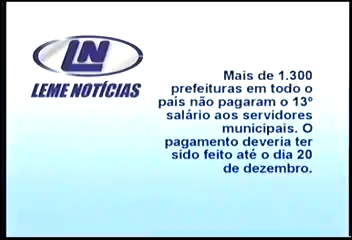 LN
LEME NOTÍCIAS
Mais de 1.300
prefeituras em todo o
país não pagaram o 13º
salário aos servidores
municipais. O
pagamento deveria ter
sido feito até o dia 20
de dezembro.